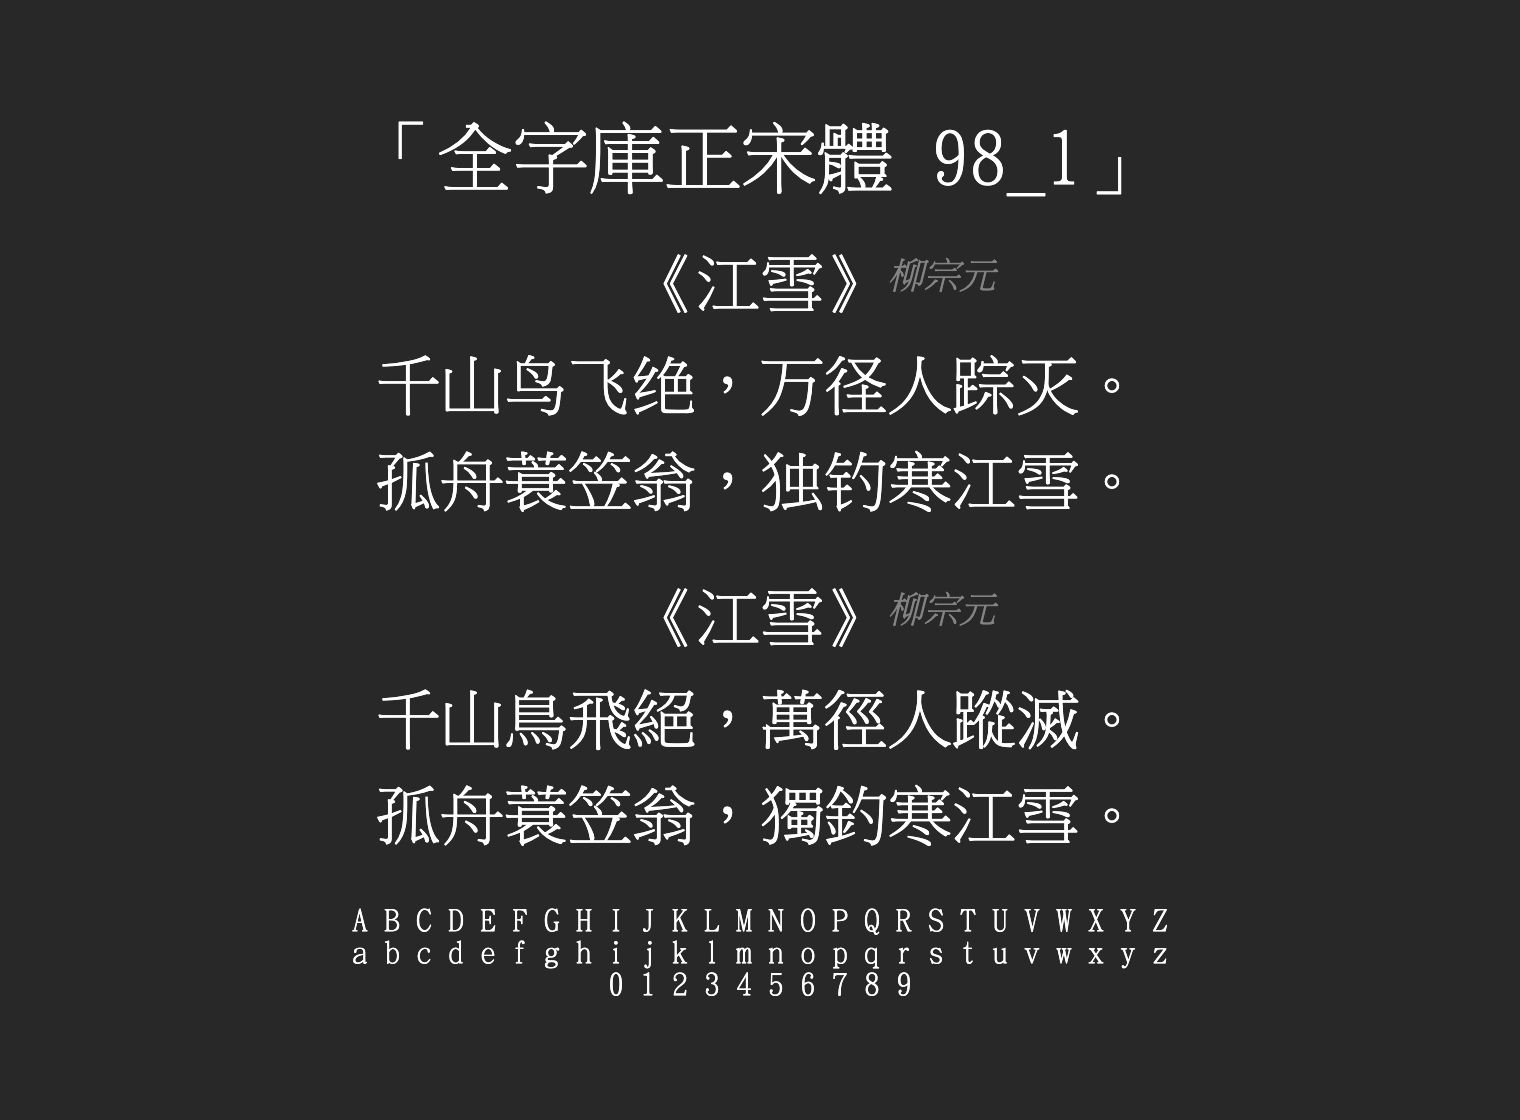 「全字庫正宋體 98_1」
《江雪》柳宗元
千山鸟飞绝，万径人踪灭。
孤舟蓑笠翁，独钓寒江雪。
《江雪》柳宗元
千山鳥飛絕，萬徑人蹤滅。
孤舟蓑笠翁，獨釣寒江雪。
A B C D E F G H I J K L M N O P Q R S T U V W X Y Z
a b c d e f g h i j k l m n o p q r s t u v w x y z
0 1 2 3 4 5 6 7 8 9